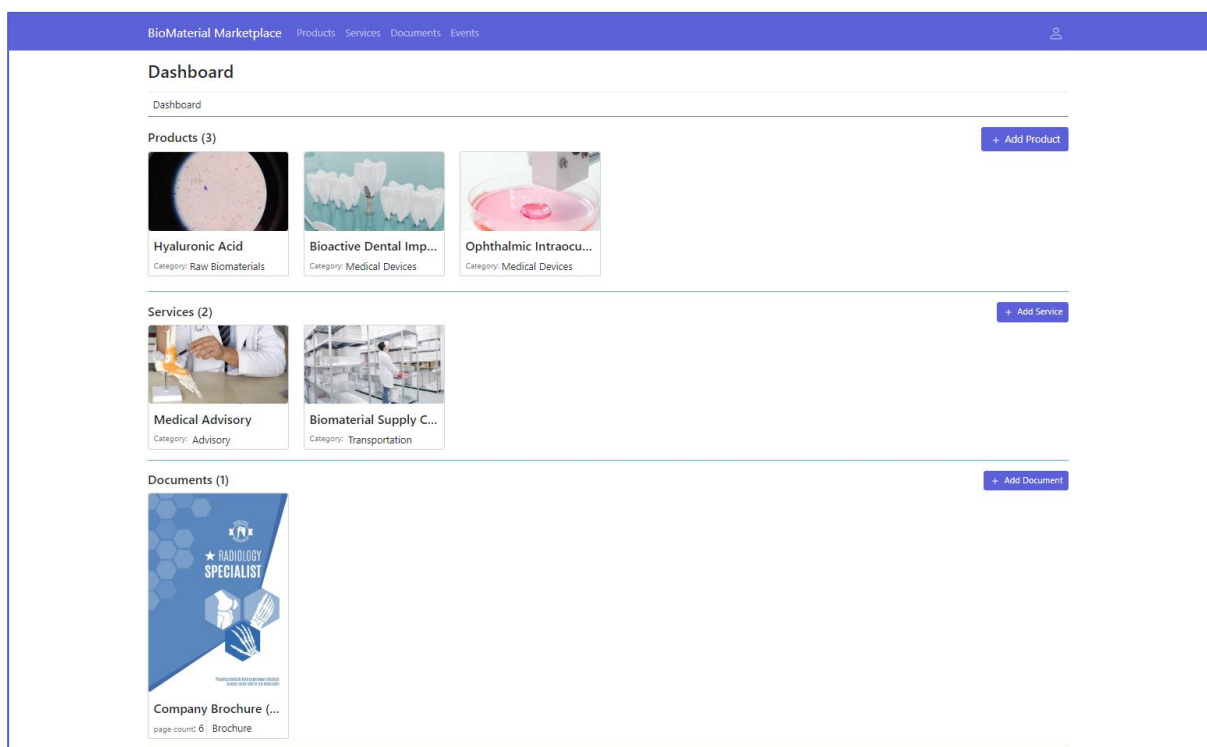 BioMaterial Marketplace Products Services Documents Events
Dashboard
Dashboard
Products (3)
+ Add Product
Hyaluronic Acid
Category: Raw Biomaterials
Bioactive Dental Imp...
Category: Medical Devices
Ophthalmic Intraocu...
Category: Medical Devices
Services (2)
+ Add Service
Medical Advisory
Category: Advisory
Biomaterial Supply C...
Category: Transportation
Documents (1)
+ Add Document
★ RADIOLOGY
SPECIALIST
Company Brochure (...
page count: 6 Brochure